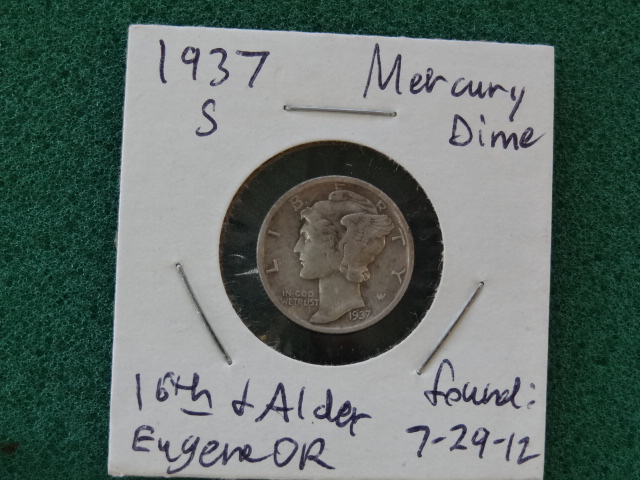 1937 Mercury
S Dime
LIBERTY
IN GOD
WE TRUST
1937
16th & Alder found:
Eugene OR 7-29-12